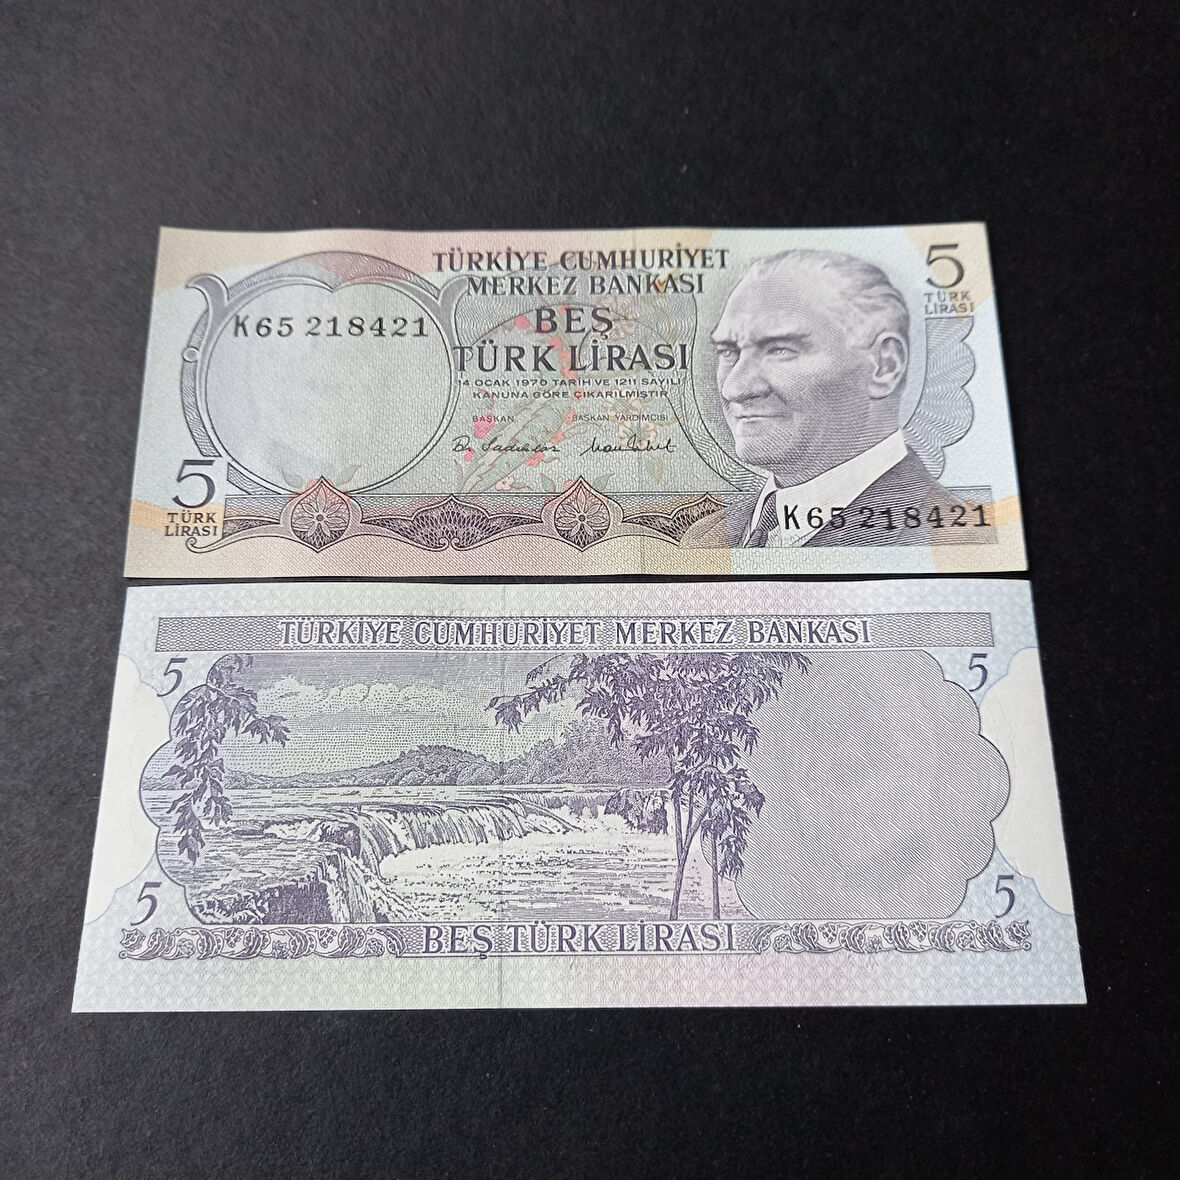 TÜRKİYE CUMHURİYET
MERKEZ BANKASI
5
TÜRK
LİRASI
K65 218421
BEŞ
TÜRK LİRASI
14 OCAK 1970 TARİH VE 1211 SAYILI
KANUNA GÖRE ÇIKARILMIŞTIR
BAŞKAN BAŞKAN YARDIMCISI
5
TÜRK
LİRASI
K65 218421
TÜRKİYE CUMHURİYET MERKEZ BANKASI
5 5
5 5
BEŞ TÜRK LİRASI